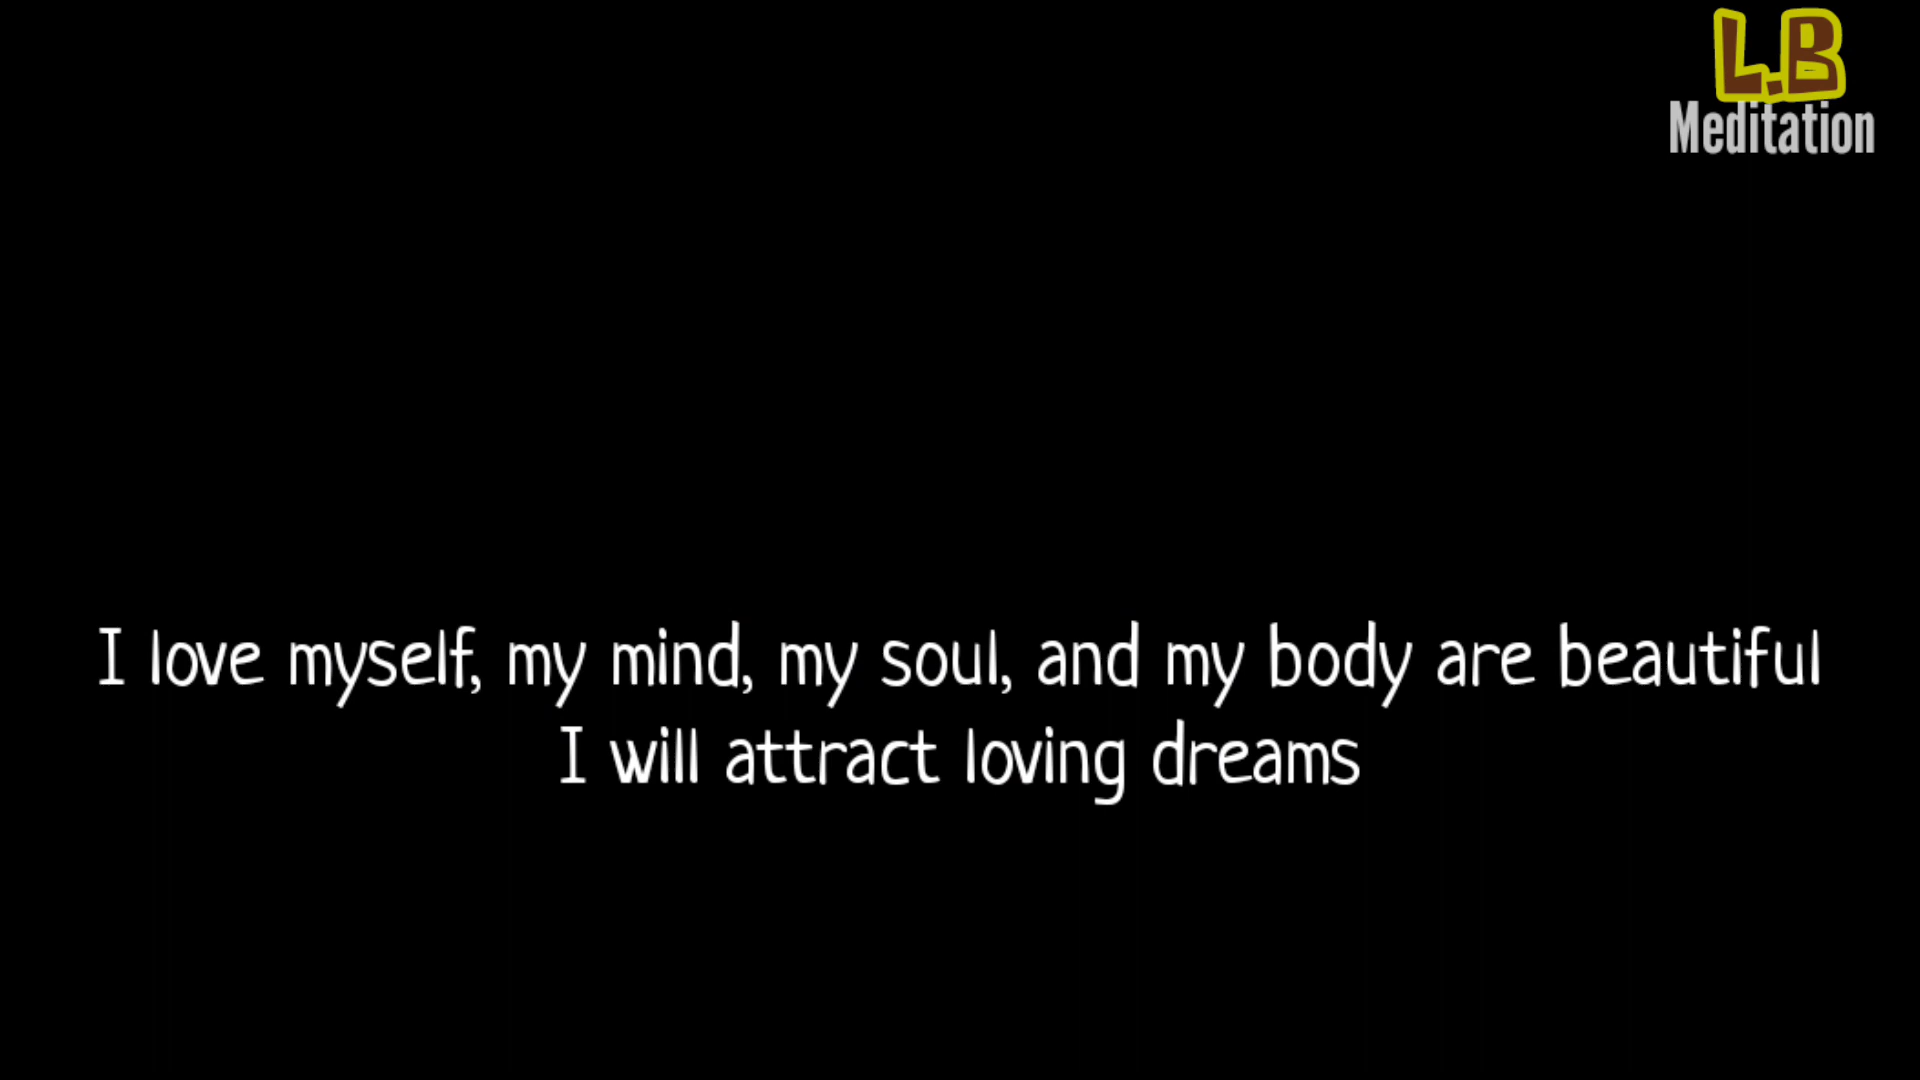 L.B
Meditation
I love myself, my mind, my soul, and my body are beautiful
I will attract loving dreams